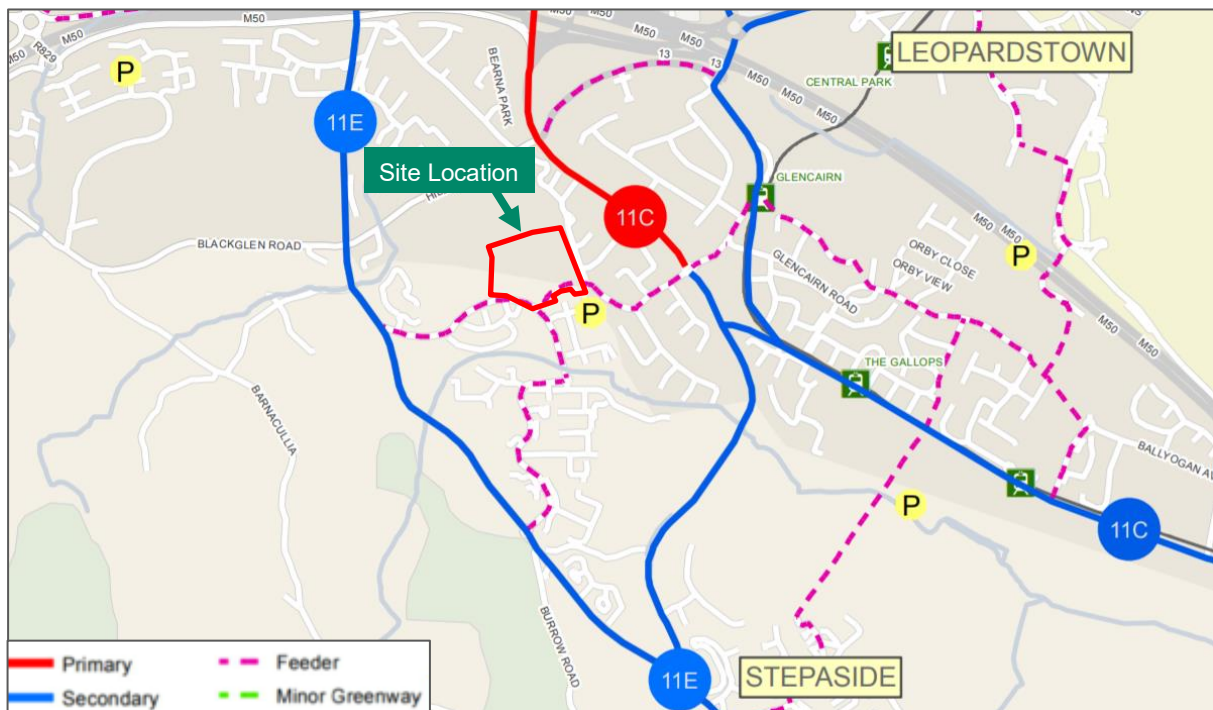 M50
M50
M50
R829
P
11E
BEARNA PARK
13
13
M50
M50
M50
LEOPARDSTOWN
CENTRAL PARK
Site Location
11C
GLENCAIRN
BLACKGLEN ROAD
ORBY CLOSE
ORBY VIEW
GLENCAIRN ROAD
M50
P
M50
P
M50
THE GALLOPS
BARNACULLIA
BALLYOGAN AV
P
11C
BURROW ROAD
11E
STEPASIDE
Primary
Feeder
Secondary
Minor Greenway